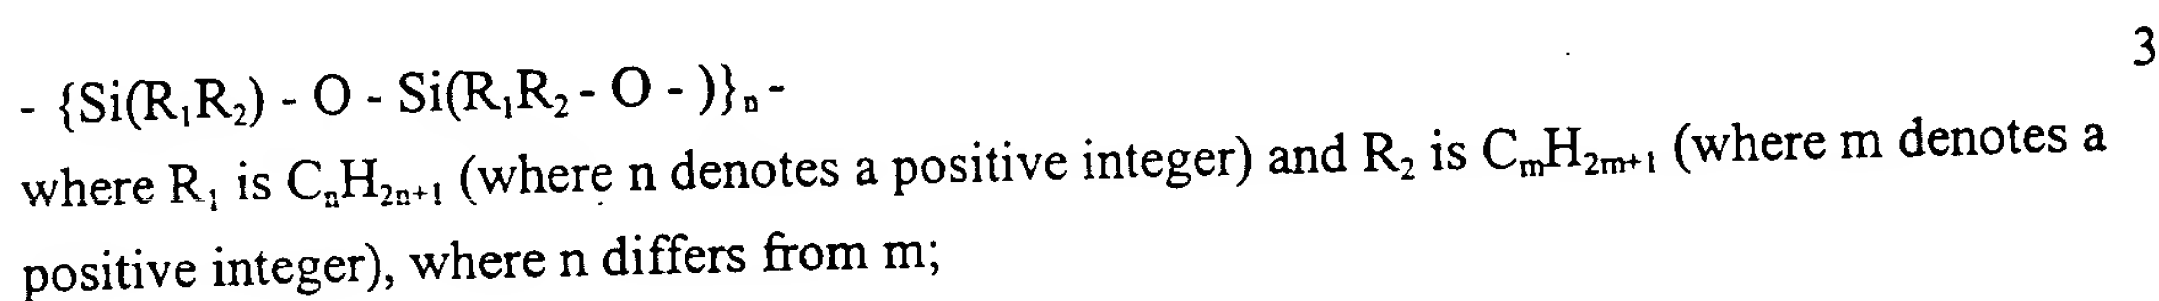 3
- {Si(R₁R₂) - O - Si(R₁R₂ - O - )}ₙ -
where R₁ is CₙH₂ₙ₊₁ (where n denotes a positive integer) and R₂ is CₘH₂ₘ₊₁ (where m denotes a
positive integer), where n differs from m;